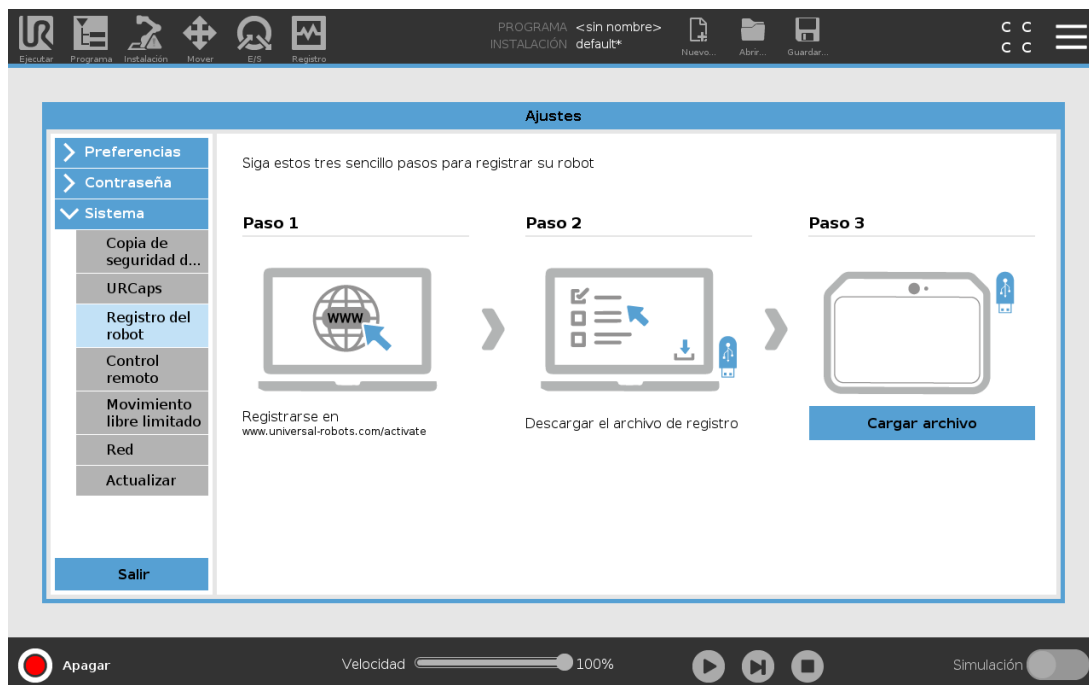 UR
Ejecutar
Programa
Instalación
Mover
E/S
Registro
PROGRAMA <sin nombre>
INSTALACIÓN default*
Nuevo...
Abrir...
Guardar...
C C
C C
Ajustes
Preferencias
Contraseña
Sistema
Copia de
seguridad d...
URCaps
Registro del
robot
Control
remoto
Movimiento
libre limitado
Red
Actualizar
Salir
Siga estos tres sencillo pasos para registrar su robot
Paso 1
www
Registrarse en
www.universal-robots.com/activate
Paso 2
Descargar el archivo de registro
Paso 3
Cargar archivo
Apagar
Velocidad
100%
Simulación